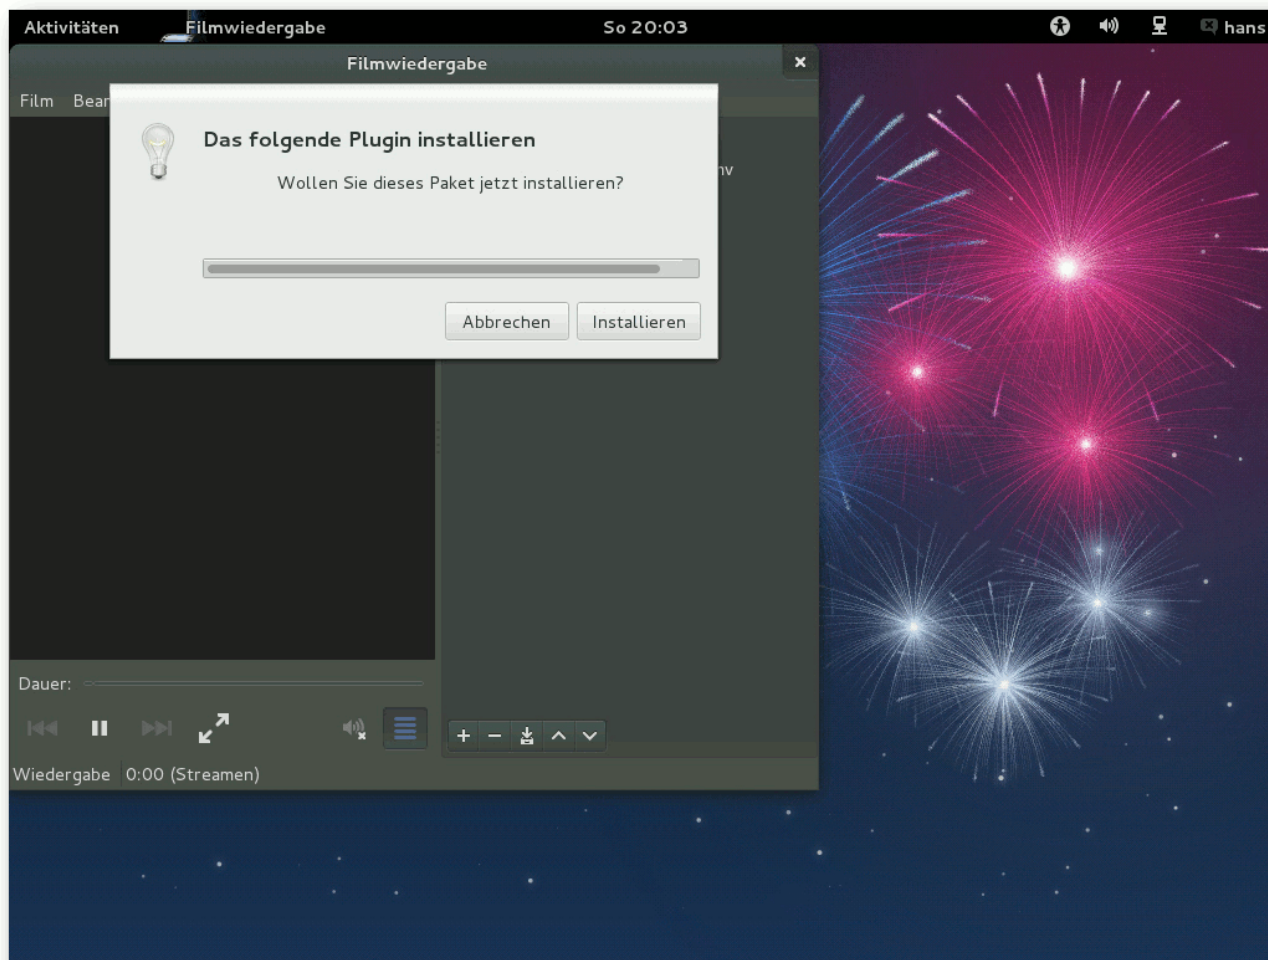 Aktivitäten Filmwiedergabe So 20:03 hans
Filmwiedergabe
Film
Das folgende Plugin installieren
Wollen Sie dieses Paket jetzt installieren?
Abbrechen Installieren
Dauer:
Wiedergabe 0:00 (Streamen)